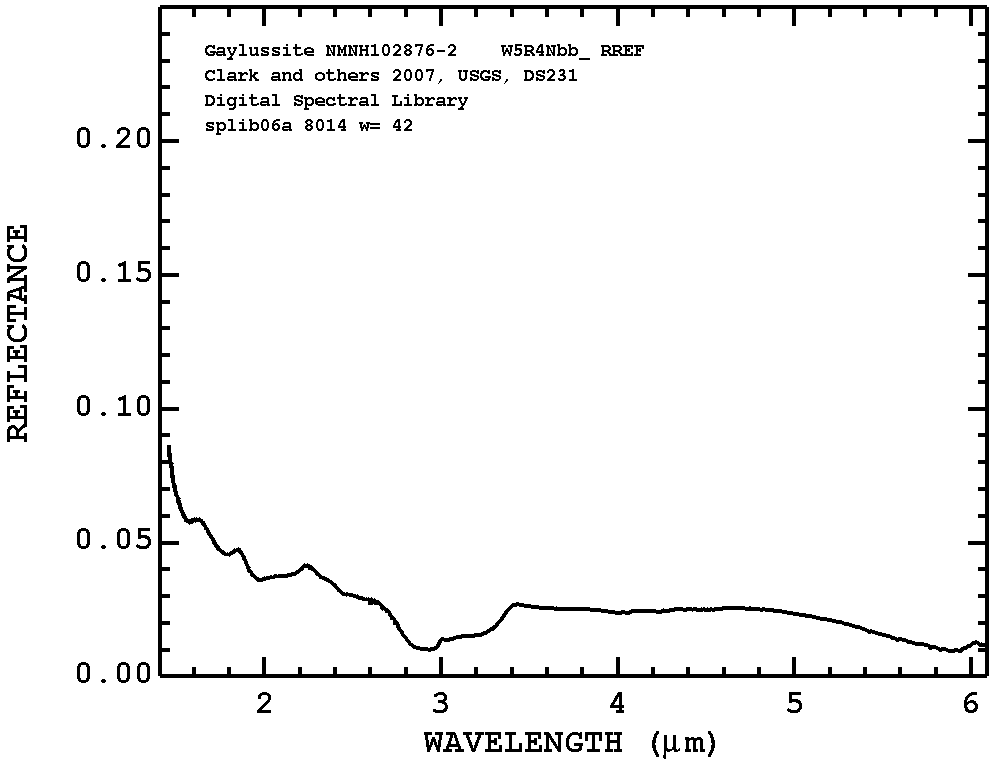 Gaylussite NMNH102876-2    W5R4Nbb_ RREF
Clark and others 2007, USGS, DS231
Digital Spectral Library
splib06a 8014 w= 42
REFLECTANCE
0.20
0.15
0.10
0.05
0.00
2 3 4 5 6
WAVELENGTH (μm)